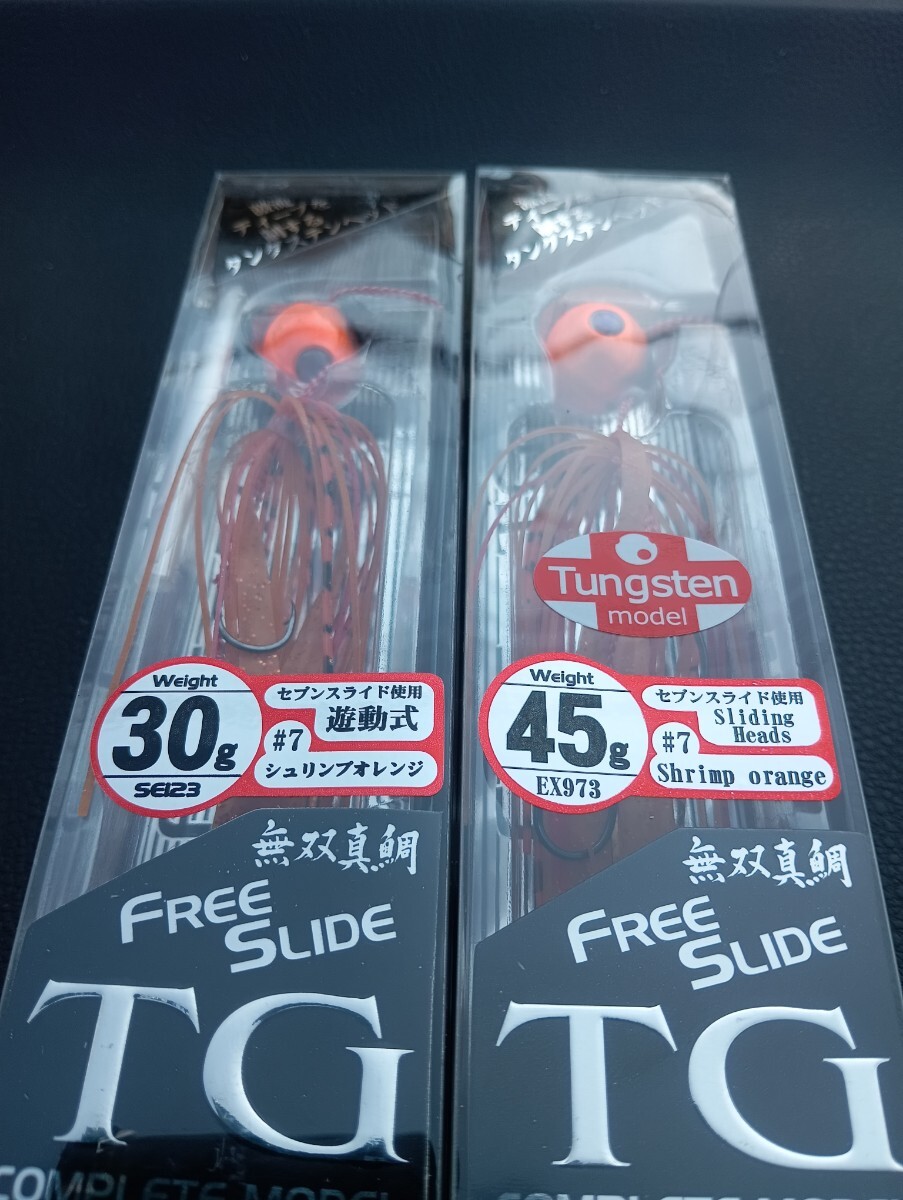 タングステンヘッド
Weight
30g
SE123
セブンスライド使用
遊動式
#7
シュリンプオレンジ
無双真鯛
FREE
SLIDE
TG
COMPLETE MODEL
タングステンヘッド
Tungsten
model
Weight
45g
EX973
セブンスライド使用
Sliding
Heads
#7
Shrimp orange
無双真鯛
FREE
SLIDE
TG